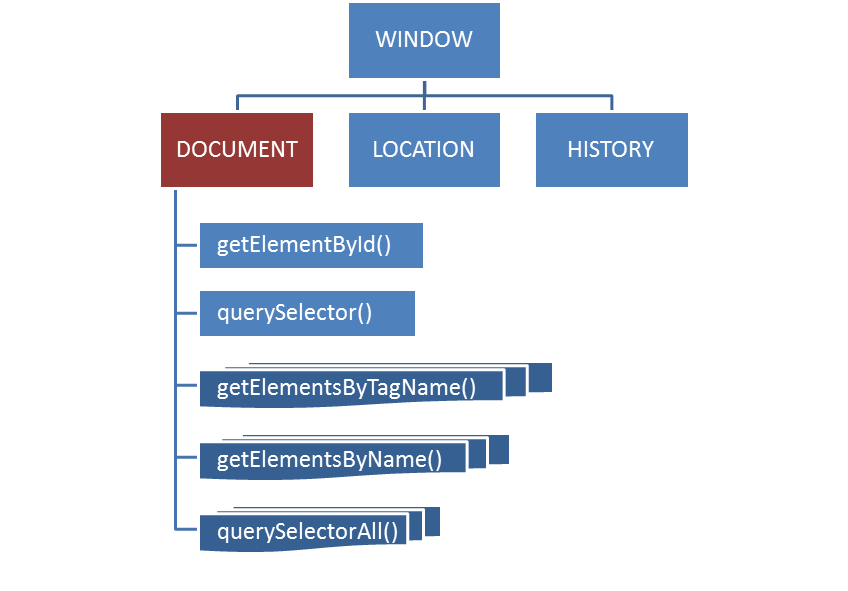 WINDOW
DOCUMENT
LOCATION
HISTORY
getElementById()
querySelector()
getElementsByTagName()
getElementsByName()
querySelectorAll()